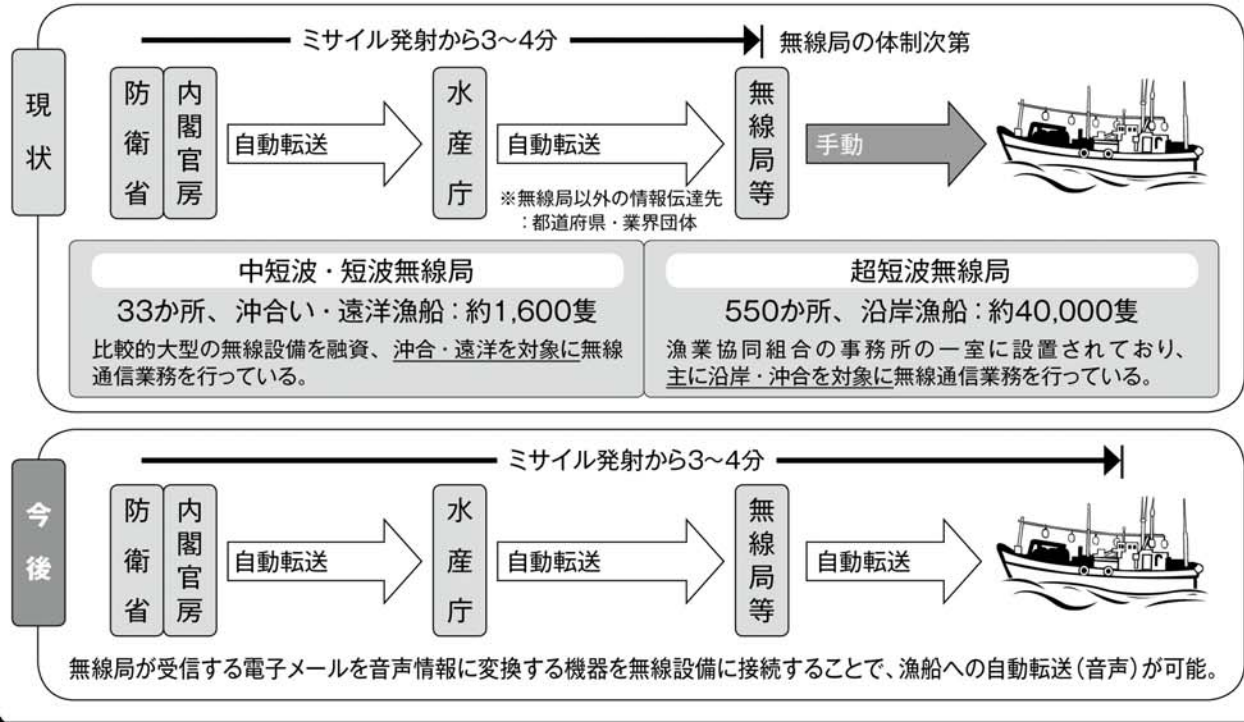 現状
ミサイル発射から3～4分
無線局の体制次第
防衛省
内閣官房
自動転送
水産庁
自動転送
※無線局以外の情報伝達先
：都道府県・業界団体
無線局等
手動
中短波・短波無線局
33か所、沖合い・遠洋漁船：約1,600隻
比較的大型の無線設備を融資、沖合・遠洋を対象に無線
通信業務を行っている。
超短波無線局
550か所、沿岸漁船：約40,000隻
漁業協同組合の事務所の一室に設置されており、
主に沿岸・沖合を対象に無線通信業務を行っている。
今後
ミサイル発射から3～4分
防衛省
内閣官房
自動転送
水産庁
自動転送
無線局等
自動転送
無線局が受信する電子メールを音声情報に変換する機器を無線設備に接続することで、漁船への自動転送（音声）が可能。